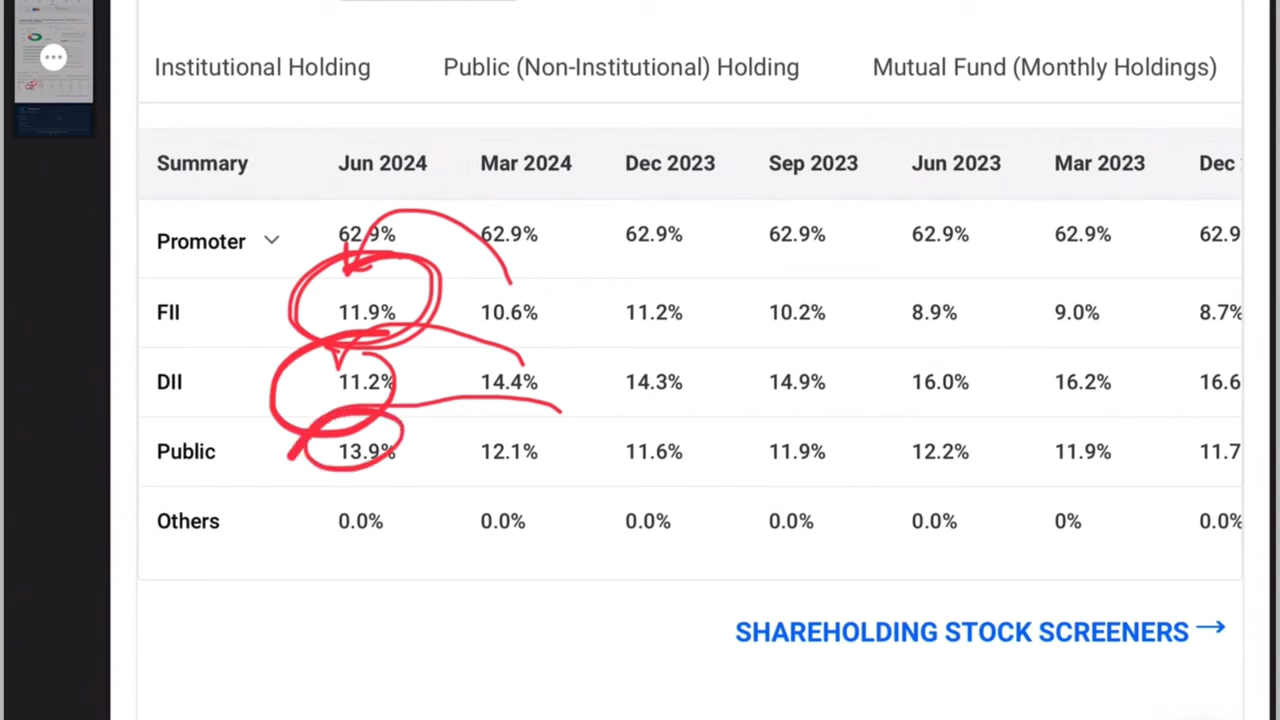 Institutional Holding Public (Non-Institutional) Holding Mutual Fund (Monthly Holdings)
Summary Jun 2024 Mar 2024 Dec 2023 Sep 2023 Jun 2023 Mar 2023 Dec
Promoter 62.9% 62.9% 62.9% 62.9% 62.9% 62.9% 62.9
FII 11.9% 10.6% 11.2% 10.2% 8.9% 9.0% 8.7%
DII 11.2% 14.4% 14.3% 14.9% 16.0% 16.2% 16.6
Public 13.9% 12.1% 11.6% 11.9% 12.2% 11.9% 11.7
Others 0.0% 0.0% 0.0% 0.0% 0.0% 0% 0.0%
SHAREHOLDING STOCK SCREENERS →